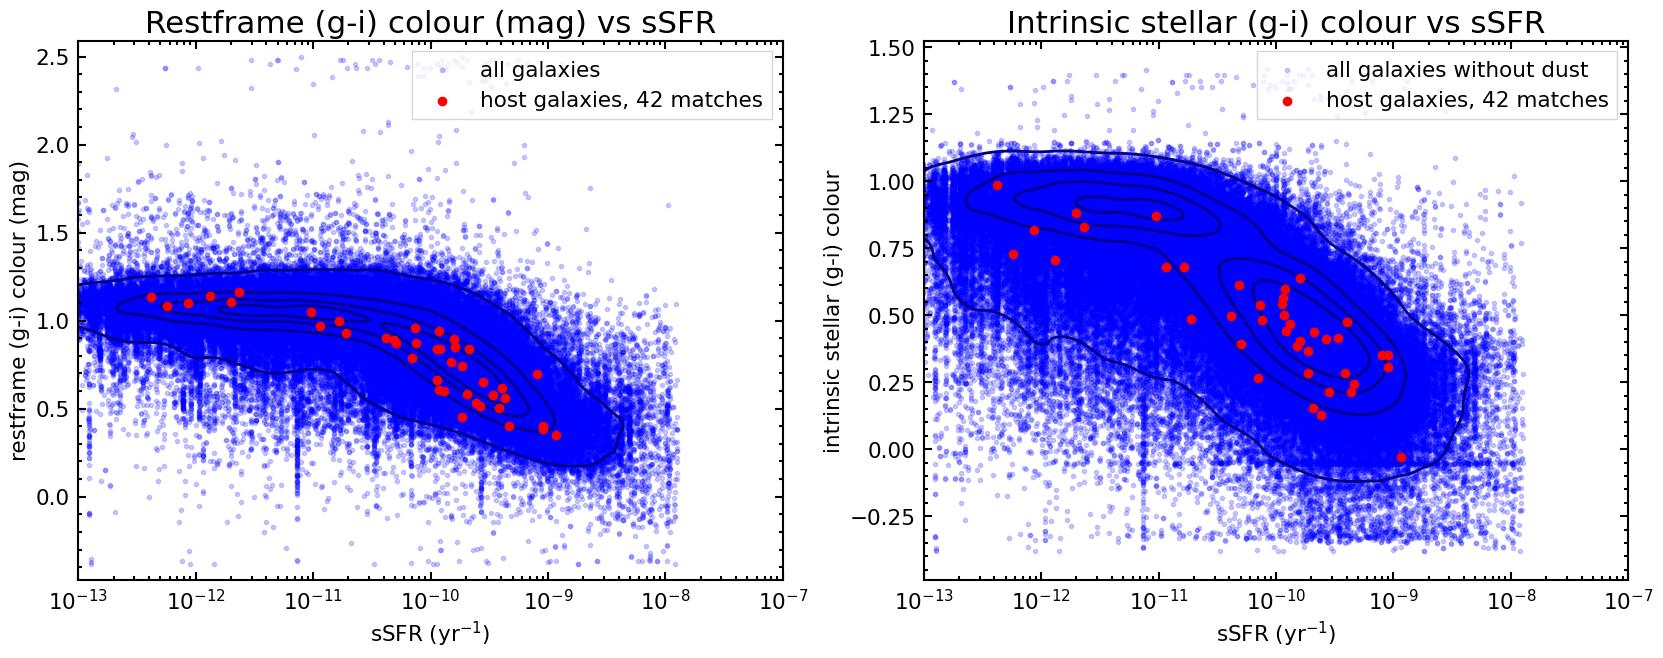 Restframe (g-i) colour (mag) vs sSFR
restframe (g-i) colour (mag)
2.5
2.0
1.5
1.0
0.5
0.0
all galaxies
host galaxies, 42 matches
10⁻¹³ 10⁻¹² 10⁻¹¹ 10⁻¹⁰ 10⁻⁹ 10⁻⁸ 10⁻⁷
sSFR (yr⁻¹)
Intrinsic stellar (g-i) colour vs sSFR
intrinsic stellar (g-i) colour
1.50
1.25
1.00
0.75
0.50
0.25
0.00
−0.25
all galaxies without dust
host galaxies, 42 matches
10⁻¹³ 10⁻¹² 10⁻¹¹ 10⁻¹⁰ 10⁻⁹ 10⁻⁸ 10⁻⁷
sSFR (yr⁻¹)